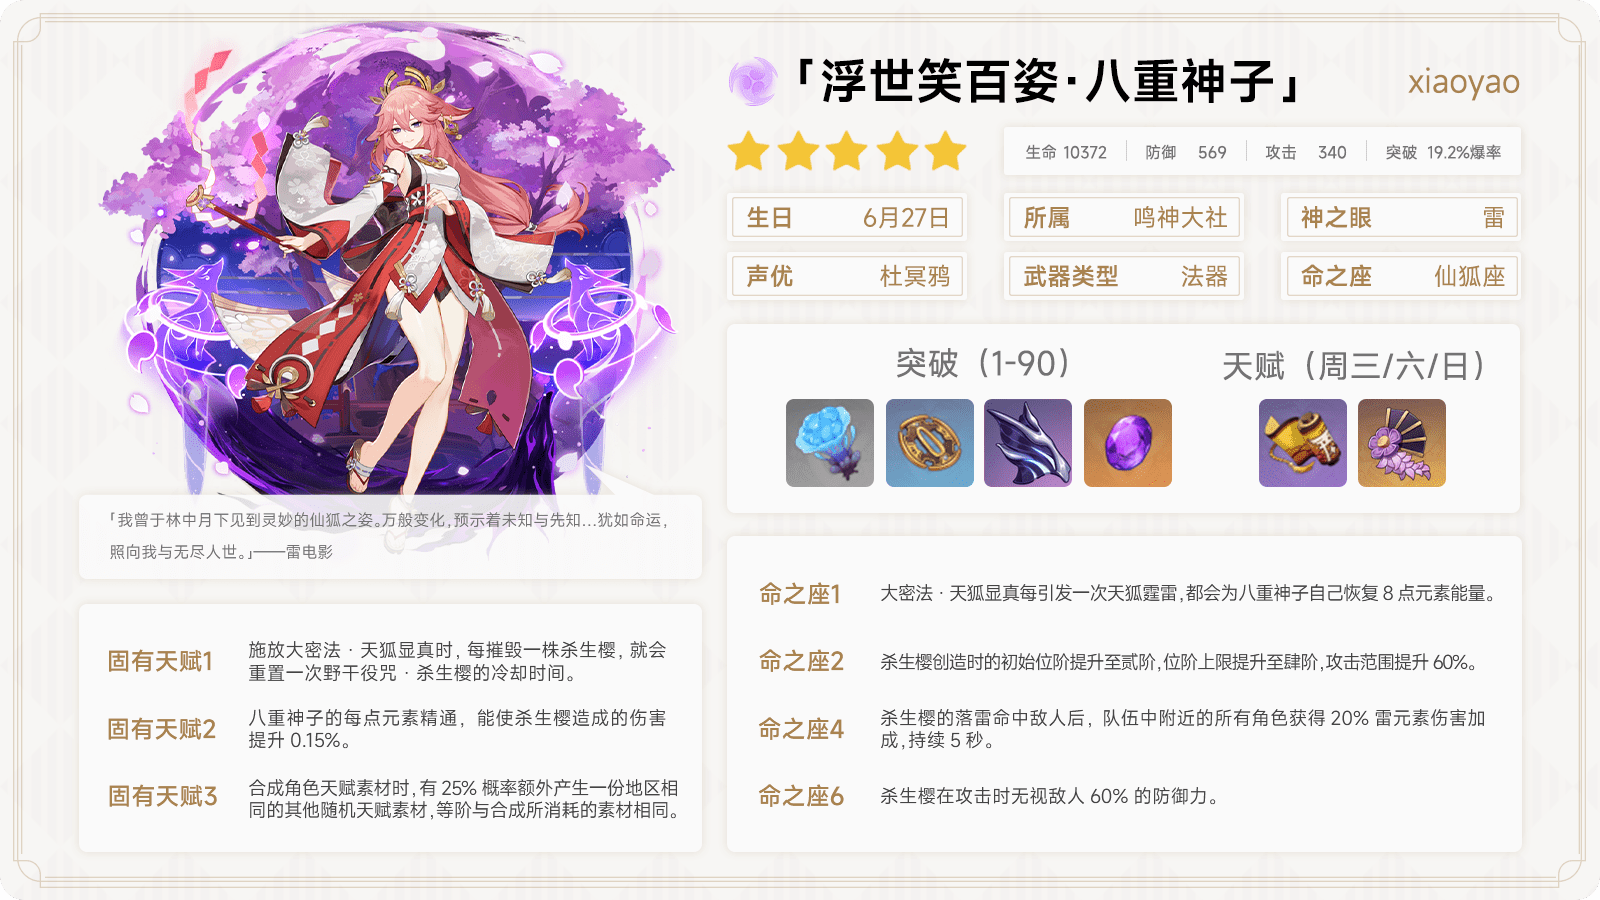 「浮世笑百姿·八重神子」
xiaoyao
生命 10372 防御 569 攻击 340 突破 19.2%爆率
生日 6月27日
所属 鸣神大社
神之眼 雷
声优 杜冥鸦
武器类型 法器
命之座 仙狐座
突破（1-90）
天赋（周三/六/日）
「我曾于林中月下见到灵妙的仙狐之姿。万般变化,预示着未知与先知...犹如命运,
照向我与无尽人世。」——雷电影
固有天赋1
施放大密法 · 天狐显真时, 每摧毁一株杀生樱, 就会
重置一次野干役咒 · 杀生樱的冷却时间。
固有天赋2
八重神子的每点元素精通, 能使杀生樱造成的伤害
提升 0.15%。
固有天赋3
合成角色天赋素材时,有 25% 概率额外产生一份地区相
同的其他随机天赋素材,等阶与合成所消耗的素材相同。
命之座1
大密法 · 天狐显真每引发一次天狐霆雷,都会为八重神子自己恢复 8 点元素能量。
命之座2
杀生樱创造时的初始位阶提升至贰阶,位阶上限提升至肆阶,攻击范围提升 60%。
命之座4
杀生樱的落雷命中敌人后, 队伍中附近的所有角色获得 20% 雷元素伤害加
成,持续 5 秒。
命之座6
杀生樱在攻击时无视敌人 60% 的防御力。